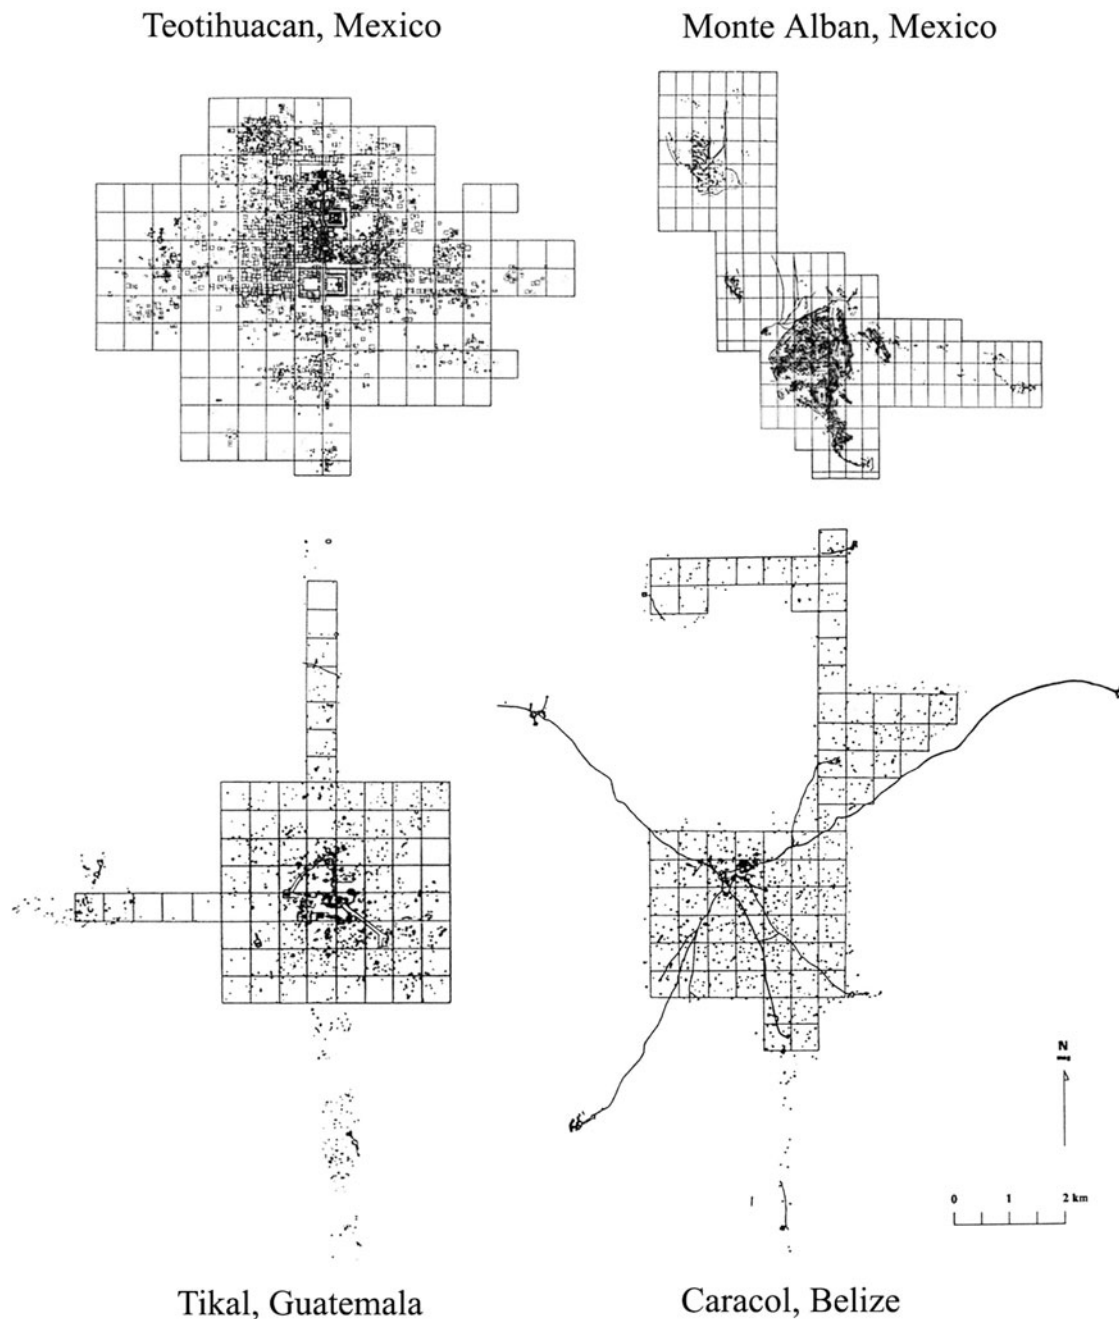 Teotihuacan, Mexico
Monte Alban, Mexico
N
0 1 2 km
Tikal, Guatemala
Caracol, Belize